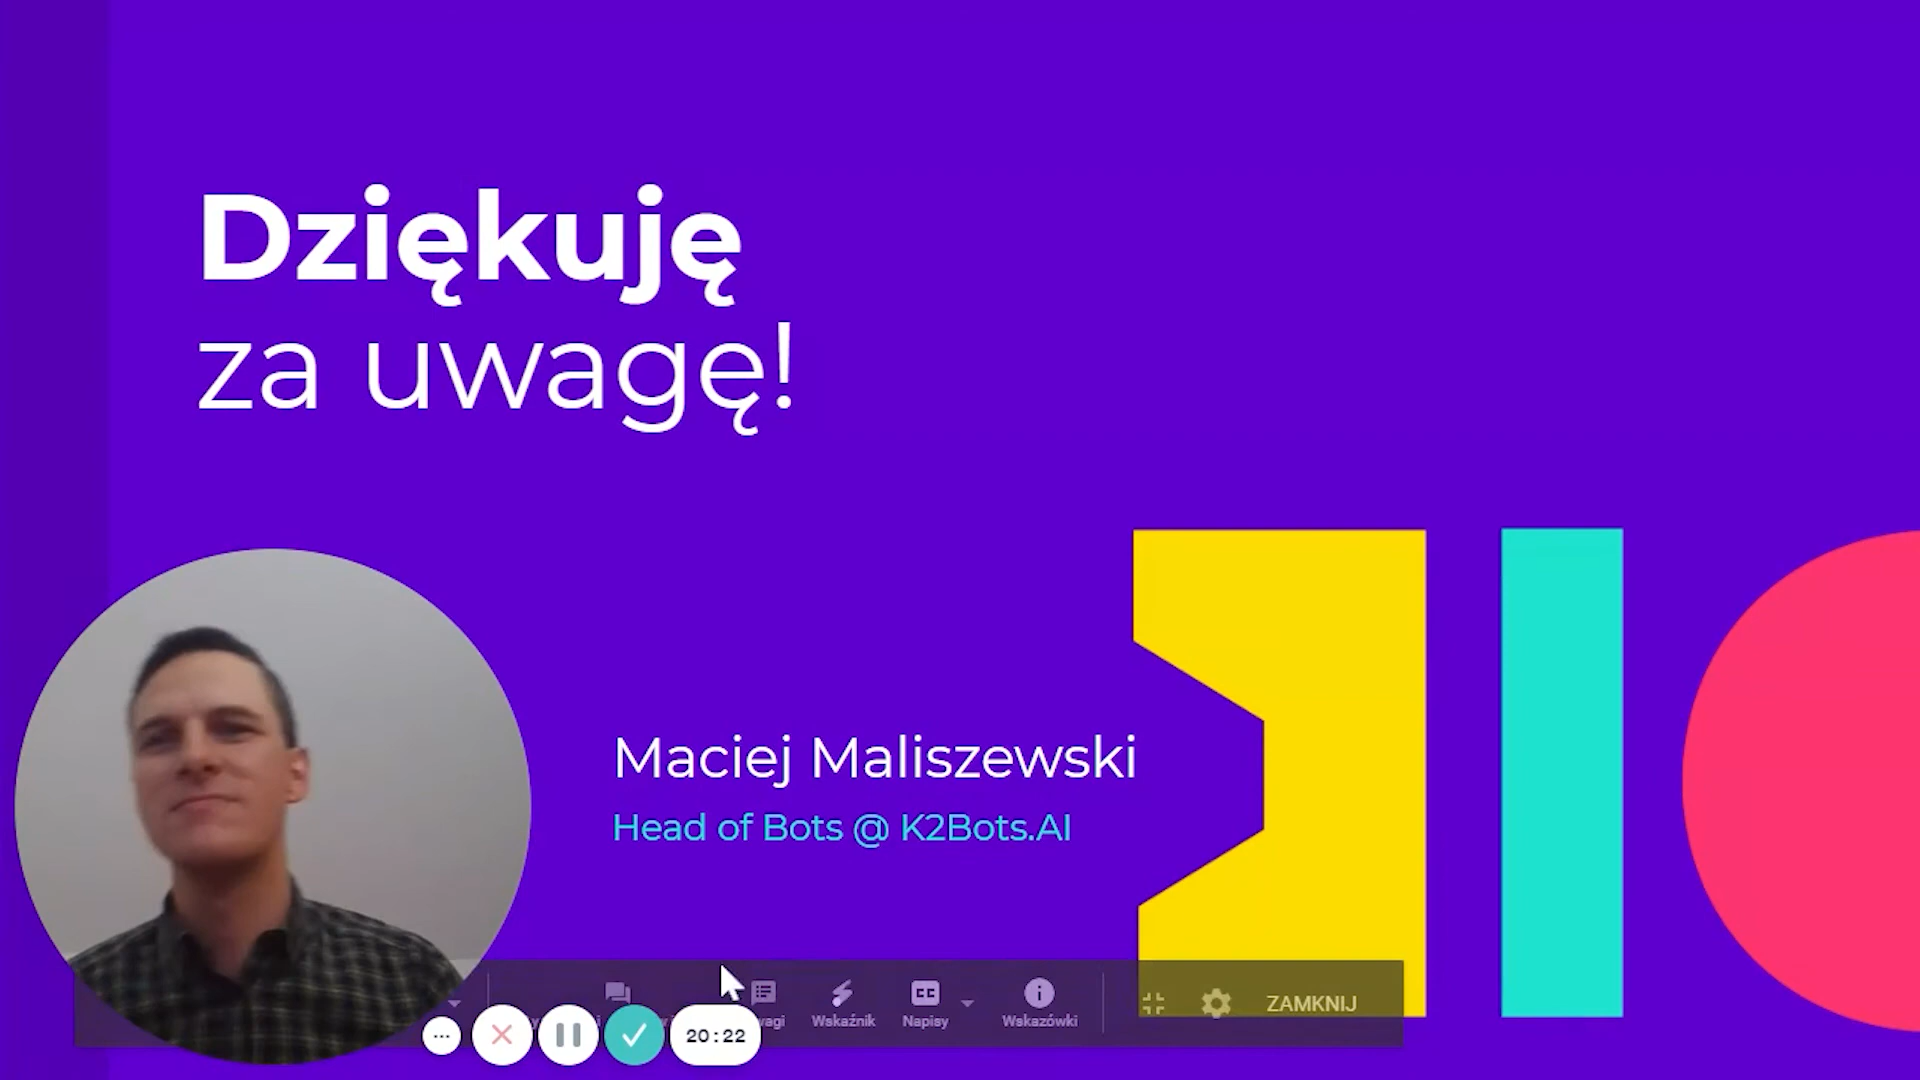 Dziękuję
za uwagę!
Maciej Maliszewski
Head of Bots @ K2Bots.AI
Wskaźnik
Napisy
Wskazówki
ZAMKNIJ
20:22